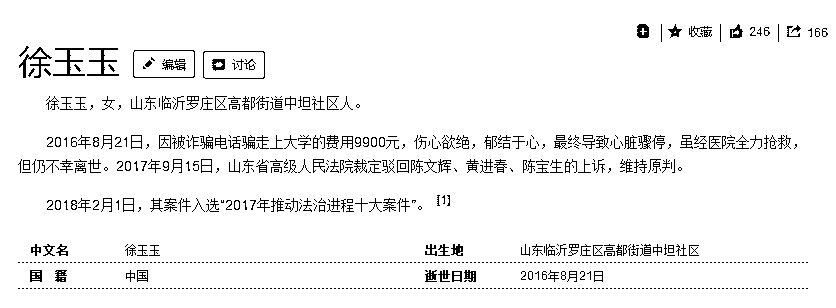 收藏 246 166
徐玉玉 编辑 讨论
徐玉玉，女，山东临沂罗庄区高都街道中坦社区人。
2016年8月21日，因被诈骗电话骗走上大学的费用9900元，伤心欲绝，郁结于心，最终导致心脏骤停，虽经医院全力抢救，
但仍不幸离世。2017年9月15日，山东省高级人民法院裁定驳回陈文辉、黄进春、陈宝生的上诉，维持原判。
2018年2月1日，其案件入选“2017年推动法治进程十大案件”。 [1]
中文名 徐玉玉 出生地 山东临沂罗庄区高都街道中坦社区
国 籍 中国 逝世日期 2016年8月21日